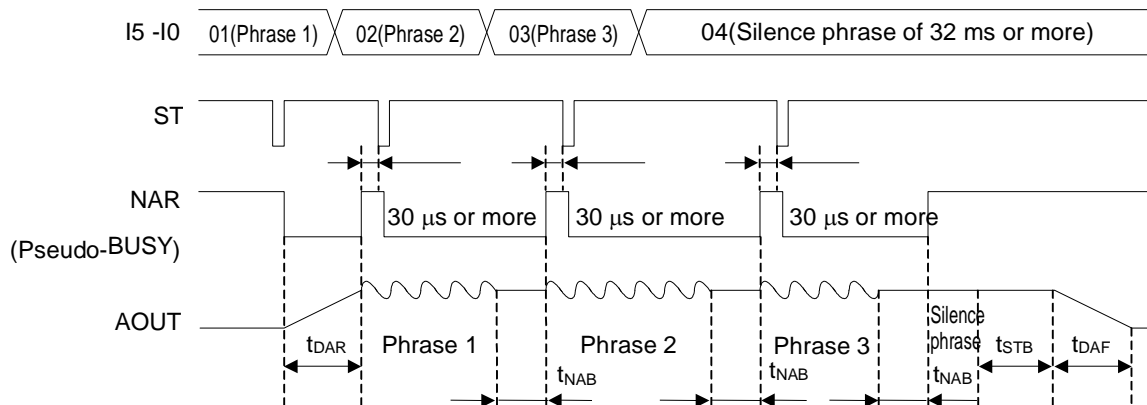 I5 -I0 01(Phrase 1) 02(Phrase 2) 03(Phrase 3) 04(Silence phrase of 32 ms or more)
ST
NAR
30 μs or more 30 μs or more 30 μs or more
(Pseudo-BUSY)
AOUT
Silence
phrase
tDAR Phrase 1 Phrase 2 Phrase 3 tSTB tDAF
tNAB tNAB tNAB